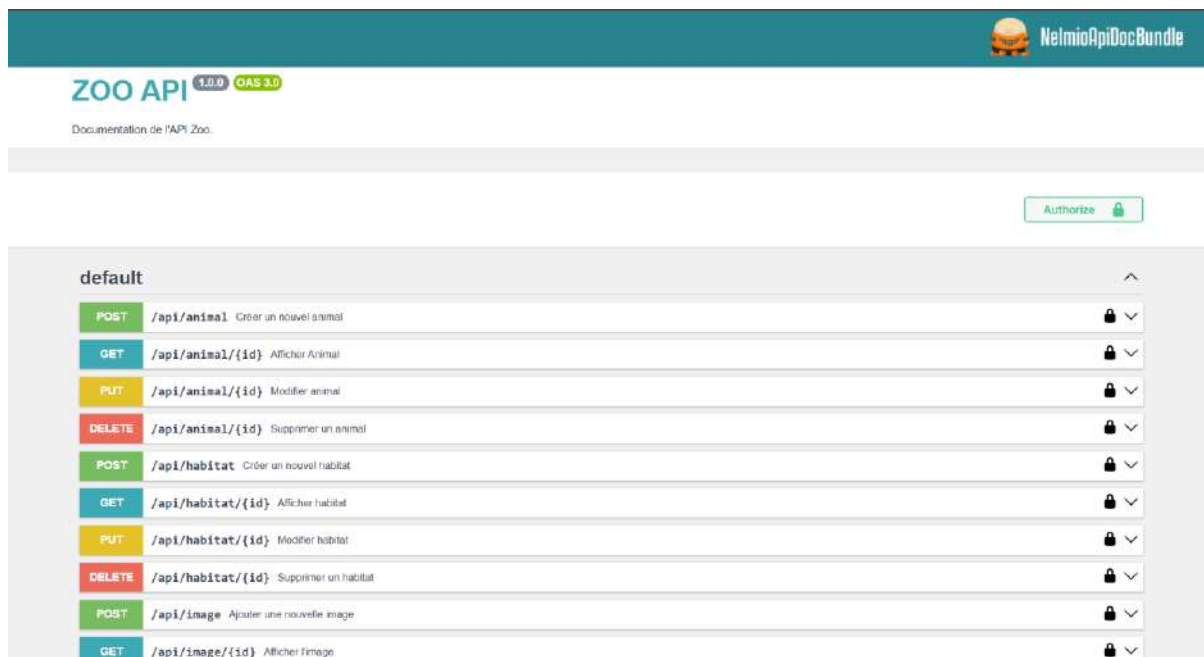 NelmioApiDocBundle
ZOO API 1.0.0 OAS 3.0
Documentation de l'API Zoo.
Authorize
default
POST /api/animal Créer un nouvel animal
GET /api/animal/{id} Afficher Animal
PUT /api/animal/{id} Modifier animal
DELETE /api/animal/{id} Supprimer un animal
POST /api/habitat Créer un nouvel habitat
GET /api/habitat/{id} Afficher habitat
PUT /api/habitat/{id} Modifier habitat
DELETE /api/habitat/{id} Supprimer un habitat
POST /api/image Ajouter une nouvelle image
GET /api/image/{id} Afficher l'image